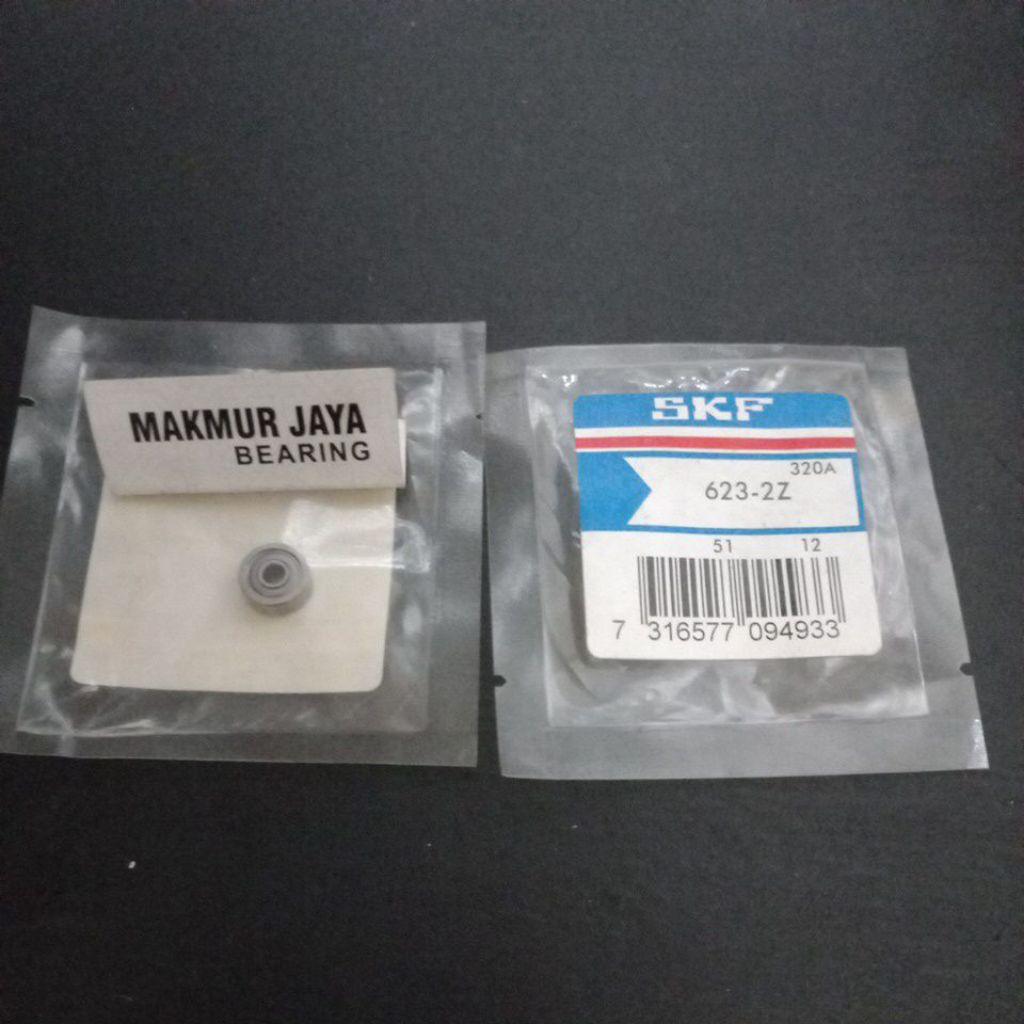 MAKMUR JAYA
BEARING
SKF
320A
623-2Z
51 12
7 316577 094933